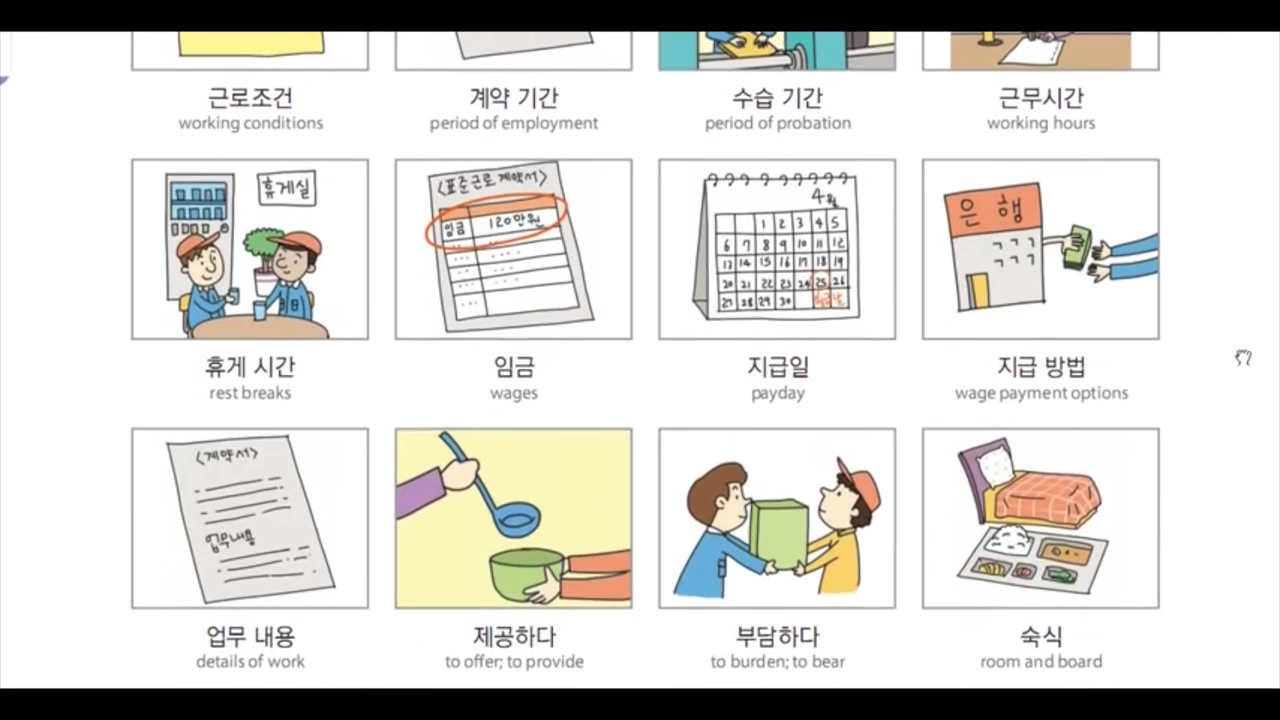 근로조건
working conditions
계약 기간
period of employment
수습 기간
period of probation
근무시간
working hours
휴게실
휴게 시간
rest breaks
<표준근로 계약서>
임금 120만원
임금
wages
4월
1 2 3 4 5
6 7 8 9 10 11 12
13 14 15 16 17 18 19
20 21 22 23 24 25 26
27 28 29 30
지급일
payday
은행
지급 방법
wage payment options
<계약서>
업무내용
업무 내용
details of work
제공하다
to offer; to provide
부담하다
to burden; to bear
숙식
room and board